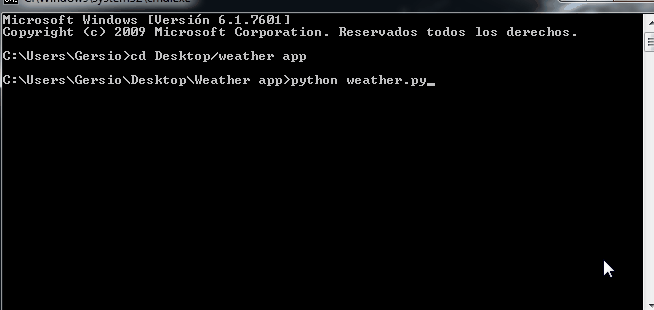 C:\Windows\system32\cmd.exe
Microsoft Windows [Versión 6.1.7601]
Copyright (c) 2009 Microsoft Corporation. Reservados todos los derechos.
C:\Users\Gersio>cd Desktop/weather app
C:\Users\Gersio\Desktop\Weather app>python weather.py_